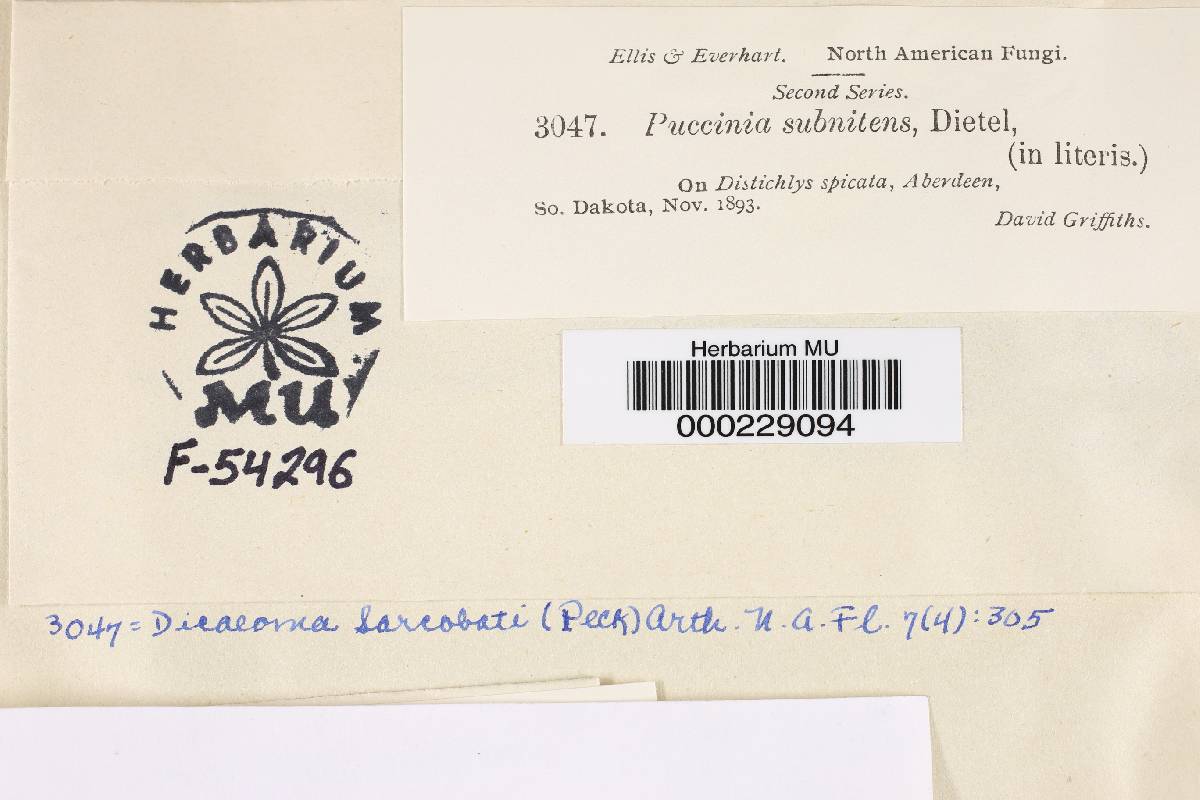 Ellis & Everhart. North American Fungi.
Second Series.
3047. Puccinia subnitens, Dietel,
(in literis.)
On Distichlys spicata, Aberdeen,
So. Dakota, Nov. 1893.
David Griffiths.
HERBARIUM
MU
F-54296
Herbarium MU
000229094
3047 = Dicaeoma Sarcobati (Peck) Arth. N. A. Fl. 7(4): 305